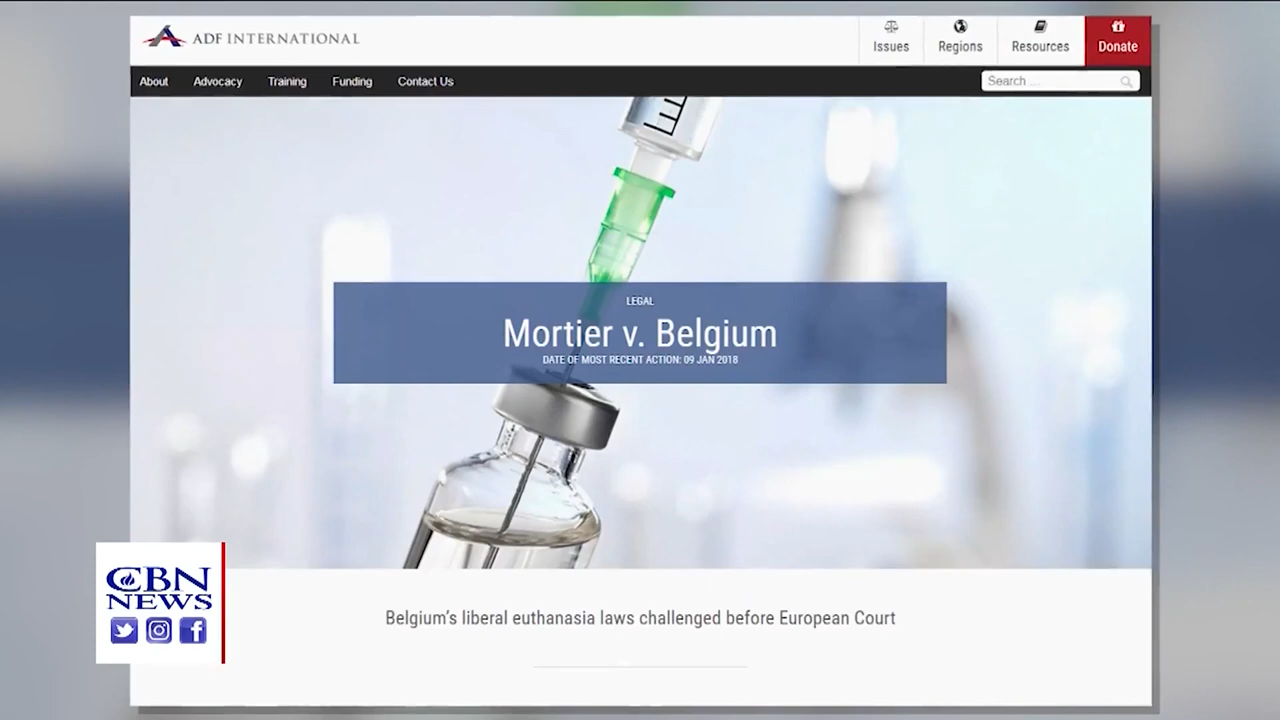 ADF INTERNATIONAL
Issues
Regions
Resources
Donate
About
Advocacy
Training
Funding
Contact Us
Search ...
LEGAL
Mortier v. Belgium
DATE OF MOST RECENT ACTION: 09 JAN 2018
CBN
NEWS
Belgium's liberal euthanasia laws challenged before European Court